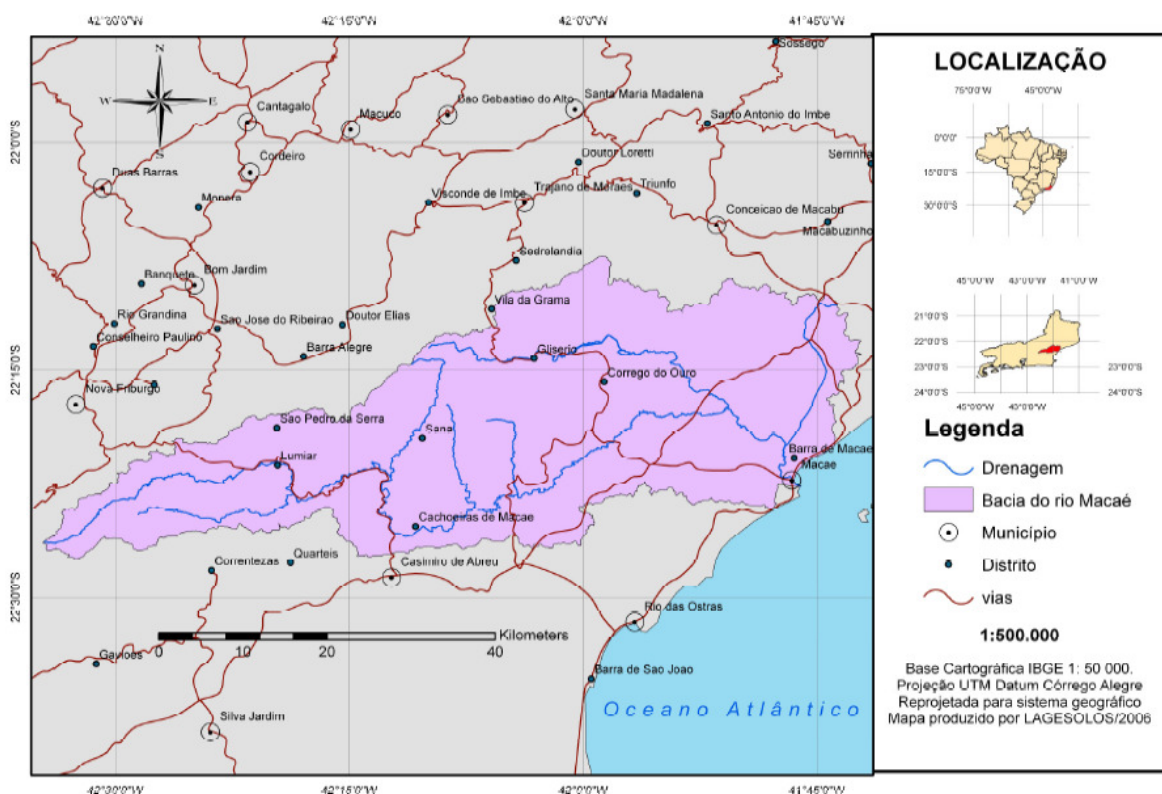 42°30'0"W 42°15'0"W 42°0'0"W 41°45'0"W
N
W E
S
22°0'0"S
22°15'0"S
22°30'0"S
Sossego
Cantagalo
Macuco
Sao Sebastiao do Alto
Santa Maria Madalena
Santo Antonio do Imbe
Cordeiro
Doutor Loretti
Duas Barras
Monera
Visconde de Imbe
Trajano de Moraes
Triunfo
Conceicao de Macabu
Macabuzinho
Sodrelandia
Banquete
Bom Jardim
Vila da Grama
Rio Grandina
Sao Jose do Ribeirao
Doutor Elias
Conselheiro Paulino
Barra Alegre
Gliserio
Corrego do Ouro
Nova Friburgo
Sao Pedro da Serra
Sana
Lumiar
Barra de Macae
Macae
Cachoeiras de Macae
Correntezas
Quarteis
Casimiro de Abreu
Rio das Ostras
Kilometers
0 10 20 40
Gavioes
Barra de Sao Joao
Silva Jardim
Oceano Atlântico
42°30'0"W 42°15'0"W 42°0'0"W 41°45'0"W
LOCALIZAÇÃO
75°0'0"W 45°0'0"W
0°0'0"
15°0'0"S
30°0'0"S
45°0'0"W 43°0'0"W 41°0'0"W
21°0'0"S
22°0'0"S
23°0'0"S 23°0'0"S
24°0'0"S 24°0'0"S
45°0'0"W 43°0'0"W
Legenda
Drenagem
Bacia do rio Macaé
Município
Distrito
vias
1:500.000
Base Cartográfica IBGE 1: 50 000.
Projeção UTM Datum Córrego Alegre
Reprojetada para sistema geográfico
Mapa produzido por LAGESOLOS/2006